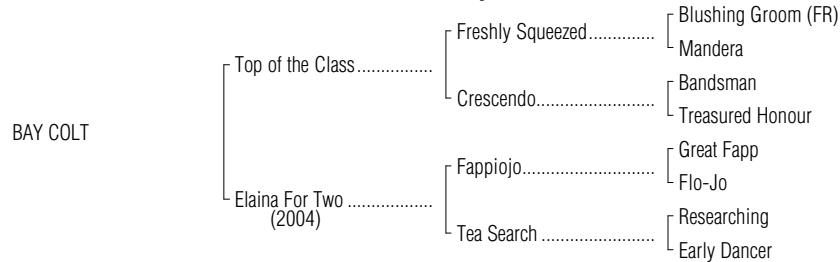 Blushing Groom (FR)
Freshly Squeezed..............
Mandera
Top of the Class................
Bandsman
Crescendo.........................
Treasured Honour
BAY COLT
Great Fapp
Fappiojo............................
Flo-Jo
Elaina For Two ..................
(2004)
Researching
Tea Search ........................
Early Dancer